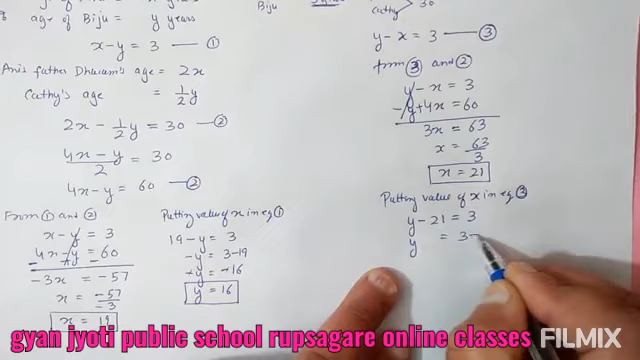 age of Biju = y years
x - y = 3 —— ①
Ani's father Dharam's age = 2x
Cathy's age = 1/2 y
2x - 1/2 y = 30 —— ②
4x - y / 2 = 30
4x - y = 60 —— ②
From ① and ②
x - y = 3
4x - y = 60
- + -
-3x = -57
x = -57/-3
x = 19
Putting value of x in eq ①
19 - y = 3
-y = 3-19
-y = -16
y = 16
Biju
Cathy 30
y - x = 3 —— ③
from ③ and ②
y - x = 3
-y + 4x = 60
3x = 63
x = 63/3
x = 21
Putting value of x in eq ③
y - 21 = 3
y = 3-
gyan jyoti public school rupsagare online classes
FILMIX